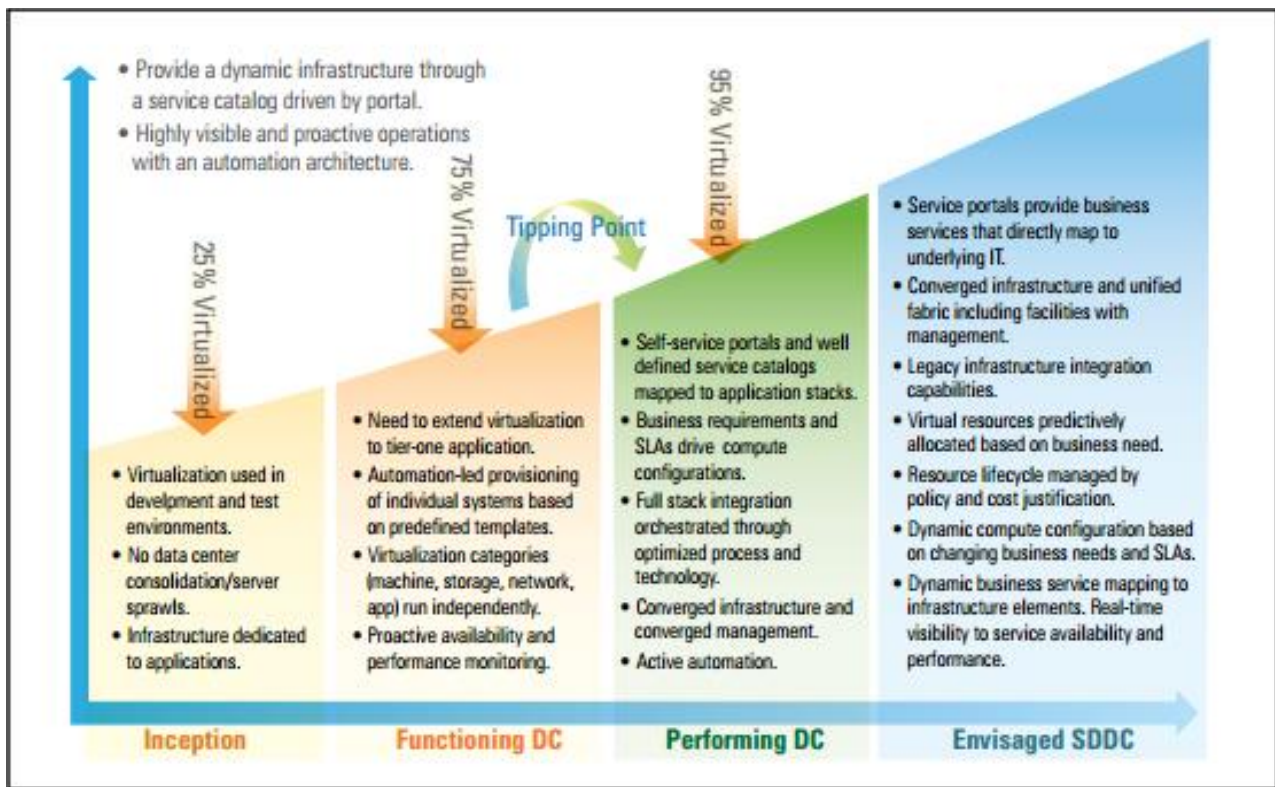 • Provide a dynamic infrastructure through
a service catalog driven by portal.
• Highly visible and proactive operations
with an automation architecture.
25% Virtualized
75% Virtualized
Tipping Point
95% Virtualized
• Virtualization used in
develpment and test
environments.
• No data center
consolidation/server
sprawls.
• Infrastructure dedicated
to applications.
• Need to extend virtualization
to tier-one application.
• Automation-led provisioning
of individual systems based
on predefined templates.
• Virtualization categories
(machine, storage, network,
app) run independently.
• Proactive availability and
performance monitoring.
• Self-service portals and well
defined service catalogs
mapped to application stacks.
• Business requirements and
SLAs drive compute
configurations.
• Full stack integration
orchestrated through
optimized process and
technology.
• Converged infrastructure and
converged management.
• Active automation.
• Service portals provide business
services that directly map to
underlying IT.
• Converged infrastructure and unified
fabric including facilities with
management.
• Legacy infrastructure integration
capabilities.
• Virtual resources predictively
allocated based on business need.
• Resource lifecycle managed by
policy and cost justification.
• Dynamic compute configuration based
on changing business needs and SLAs.
• Dynamic business service mapping to
infrastructure elements. Real-time
visibility to service availability and
performance.
Inception
Functioning DC
Performing DC
Envisaged SDDC